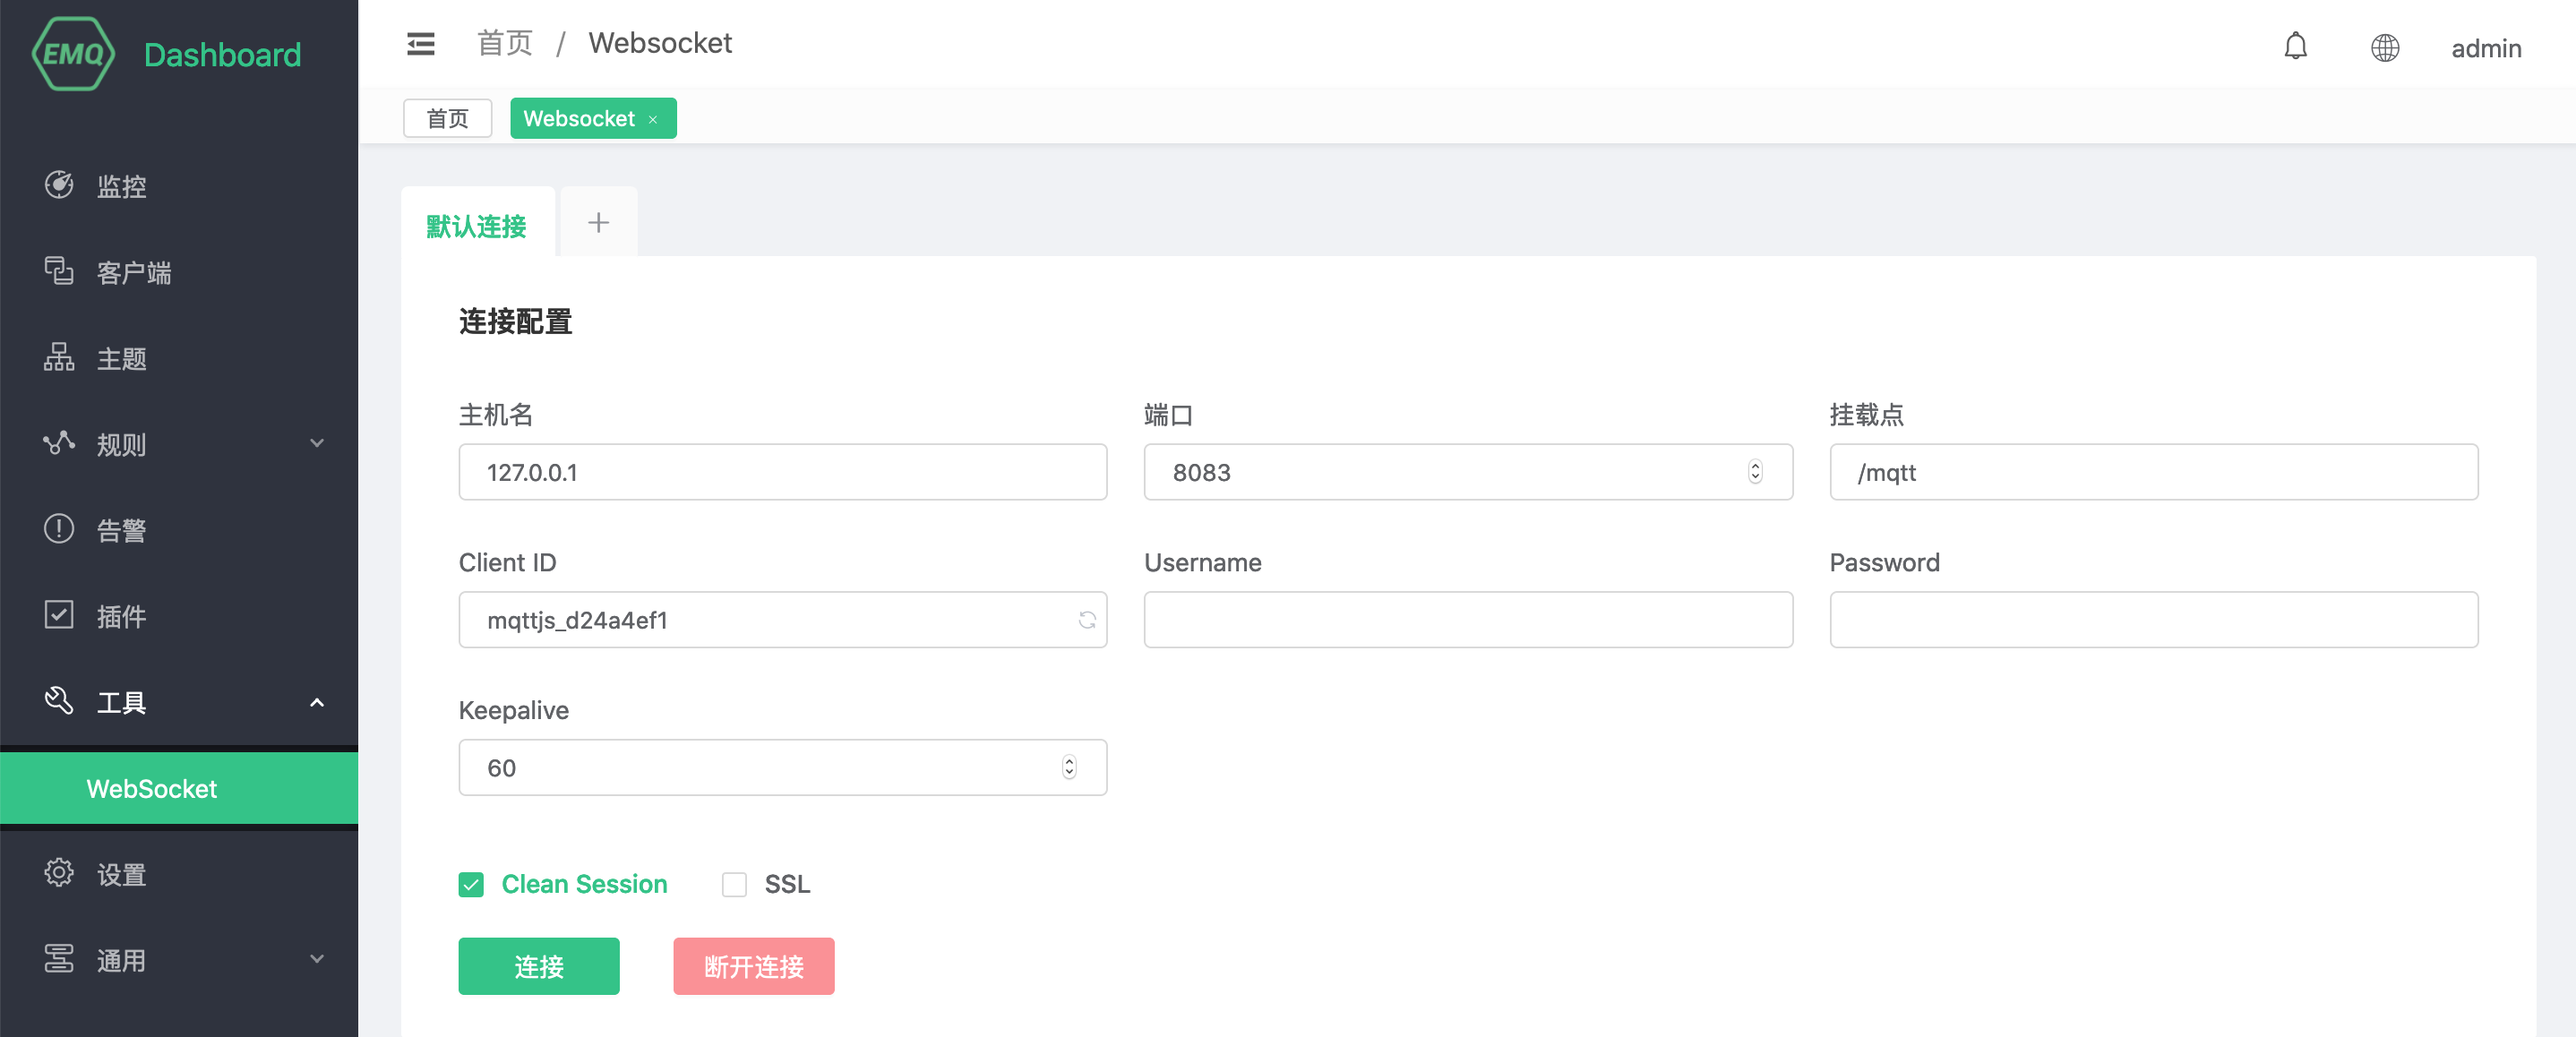 EMQ Dashboard
监控
客户端
主题
规则
告警
插件
工具
WebSocket
设置
通用
首页 / Websocket
admin
首页
Websocket ×
默认连接
+
连接配置
主机名
127.0.0.1
端口
8083
挂载点
/mqtt
Client ID
mqttjs_d24a4ef1
Username
Password
Keepalive
60
Clean Session
SSL
连接
断开连接